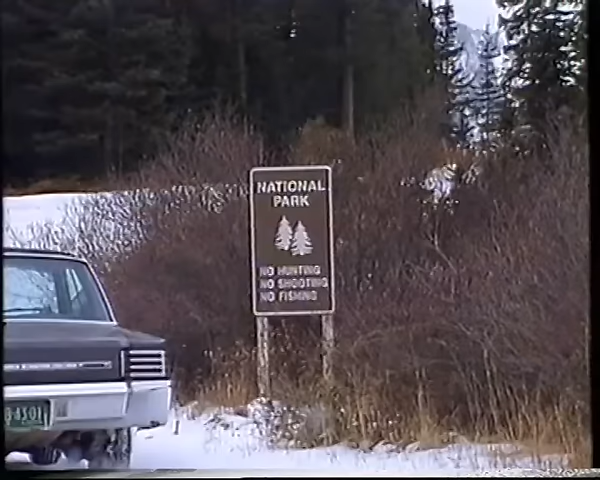 NATIONAL
PARK
NO HUNTING
NO SHOOTING
NO FISHING